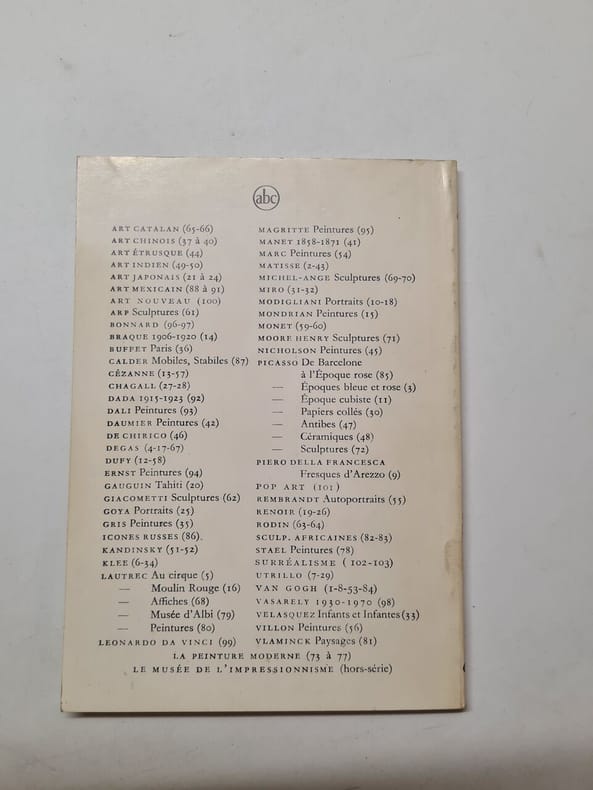 abc
ART CATALAN (65-66)
ART CHINOIS (37 à 40)
ART ÉTRUSQUE (44)
ART INDIEN (49-50)
ART JAPONAIS (21 à 24)
ART MEXICAIN (88 à 91)
ART NOUVEAU (100)
ARP Sculptures (61)
BONNARD (96-97)
BRAQUE 1906-1920 (14)
BUFFET Paris (36)
CALDER Mobiles, Stabiles (87)
CÉZANNE (13-57)
CHAGALL (27-28)
DADA 1915-1923 (92)
DALI Peintures (93)
DAUMIER Peintures (42)
DE CHIRICO (46)
DEGAS (4-17-67)
DUFY (12-58)
ERNST Peintures (94)
GAUGUIN Tahiti (20)
GIACOMETTI Sculptures (62)
GOYA Portraits (25)
GRIS Peintures (35)
ICONES RUSSES (86).
KANDINSKY (51-52)
KLEE (6-34)
LAUTREC Au cirque (5)
— Moulin Rouge (16)
— Affiches (68)
— Musée d'Albi (79)
— Peintures (80)
LEONARDO DA VINCI (99)
MAGRITTE Peintures (95)
MANET 1858-1871 (41)
MARC Peintures (54)
MATISSE (2-43)
MICHEL-ANGE Sculptures (69-70)
MIRO (31-32)
MODIGLIANI Portraits (10-18)
MONDRIAN Peintures (15)
MONET (59-60)
MOORE HENRY Sculptures (71)
NICHOLSON Peintures (45)
PICASSO De Barcelone
à l'Époque rose (85)
— Époques bleue et rose (3)
— Époque cubiste (11)
— Papiers collés (30)
— Antibes (47)
— Céramiques (48)
— Sculptures (72)
PIERO DELLA FRANCESCA
Fresques d'Arezzo (9)
POP ART (101)
REMBRANDT Autoportraits (55)
RENOIR (19-26)
RODIN (63-64)
SCULP. AFRICAINES (82-83)
STAEL Peintures (78)
SURRÉALISME ( 102-103)
UTRILLO (7-29)
VAN GOGH (1-8-53-84)
VASARELY 1930-1970 (98)
VELASQUEZ Infants et Infantes (33)
VILLON Peintures (56)
VLAMINCK Paysages (81)
LA PEINTURE MODERNE (73 à 77)
LE MUSÉE DE L'IMPRESSIONNISME (hors-série)